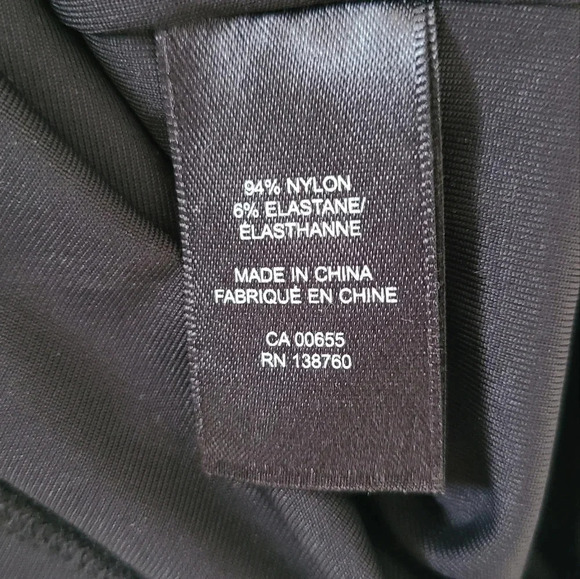 94% NYLON
6% ELASTANE/
ÉLASTHANNE
MADE IN CHINA
FABRIQUÉ EN CHINE
CA 00655
RN 138760